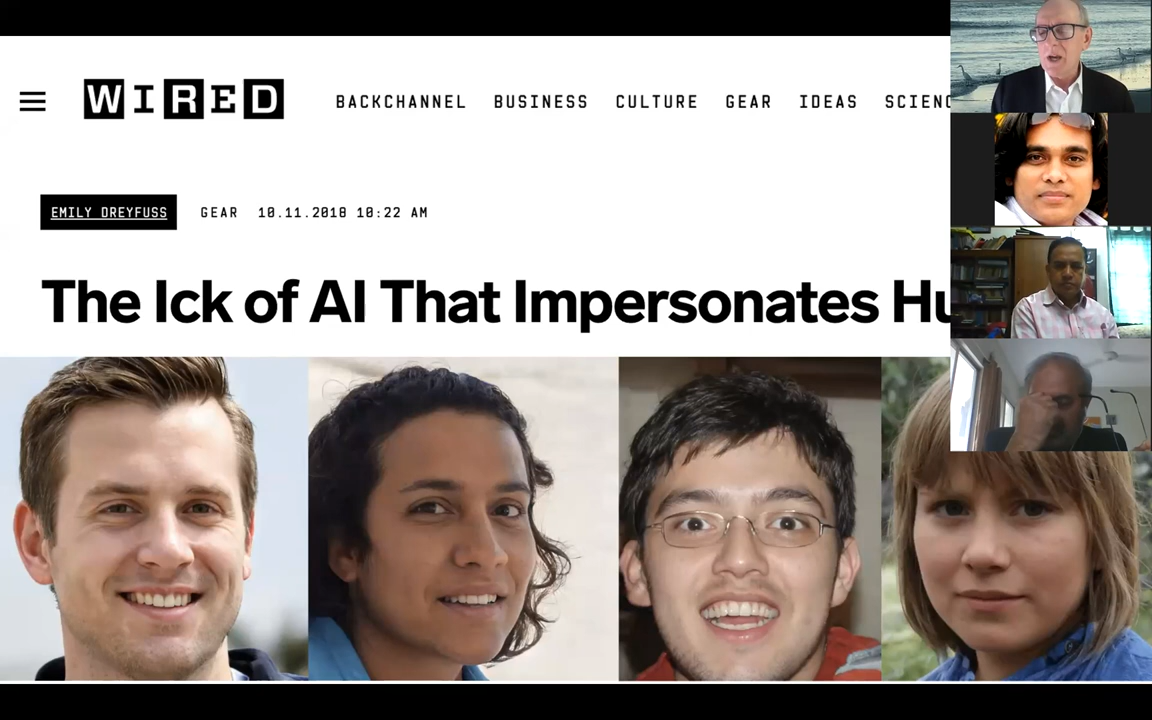 WIRED
BACKCHANNEL BUSINESS CULTURE GEAR IDEAS SCIENC
EMILY DREYFUSS GEAR 10.11.2018 10:22 AM
The Ick of AI That Impersonates Hu